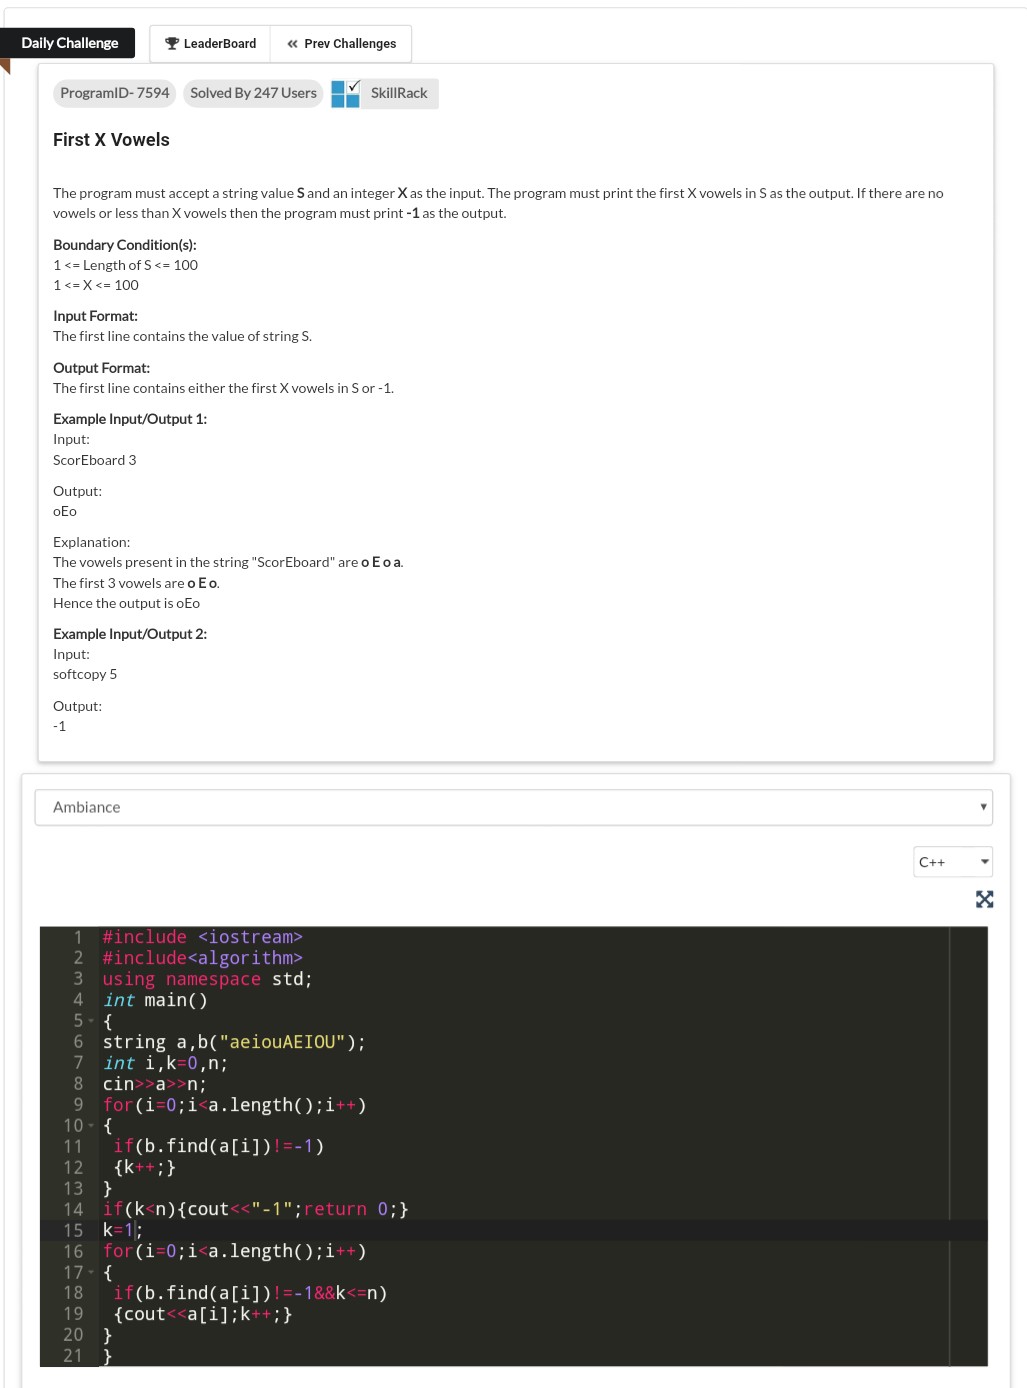 Daily Challenge LeaderBoard « Prev Challenges
ProgramID- 7594 Solved By 247 Users SkillRack
First X Vowels
The program must accept a string value S and an integer X as the input. The program must print the first X vowels in S as the output. If there are no
vowels or less than X vowels then the program must print -1 as the output.
Boundary Condition(s):
1 <= Length of S <= 100
1 <= X <= 100
Input Format:
The first line contains the value of string S.
Output Format:
The first line contains either the first X vowels in S or -1.
Example Input/Output 1:
Input:
ScorEboard 3
Output:
oEo
Explanation:
The vowels present in the string "ScorEboard" are o E o a.
The first 3 vowels are o E o.
Hence the output is oEo
Example Input/Output 2:
Input:
softcopy 5
Output:
-1
Ambiance
C++
1 #include <iostream>
2 #include<algorithm>
3 using namespace std;
4 int main()
5 {
6 string a,b("aeiouAEIOU");
7 int i,k=0,n;
8 cin>>a>>n;
9 for(i=0;i<a.length();i++)
10 {
11 if(b.find(a[i])!=-1)
12 {k++;}
13 }
14 if(k<n){cout<<"-1";return 0;}
15 k=1;
16 for(i=0;i<a.length();i++)
17 {
18 if(b.find(a[i])!=-1&&k<=n)
19 {cout<<a[i];k++;}
20 }
21 }